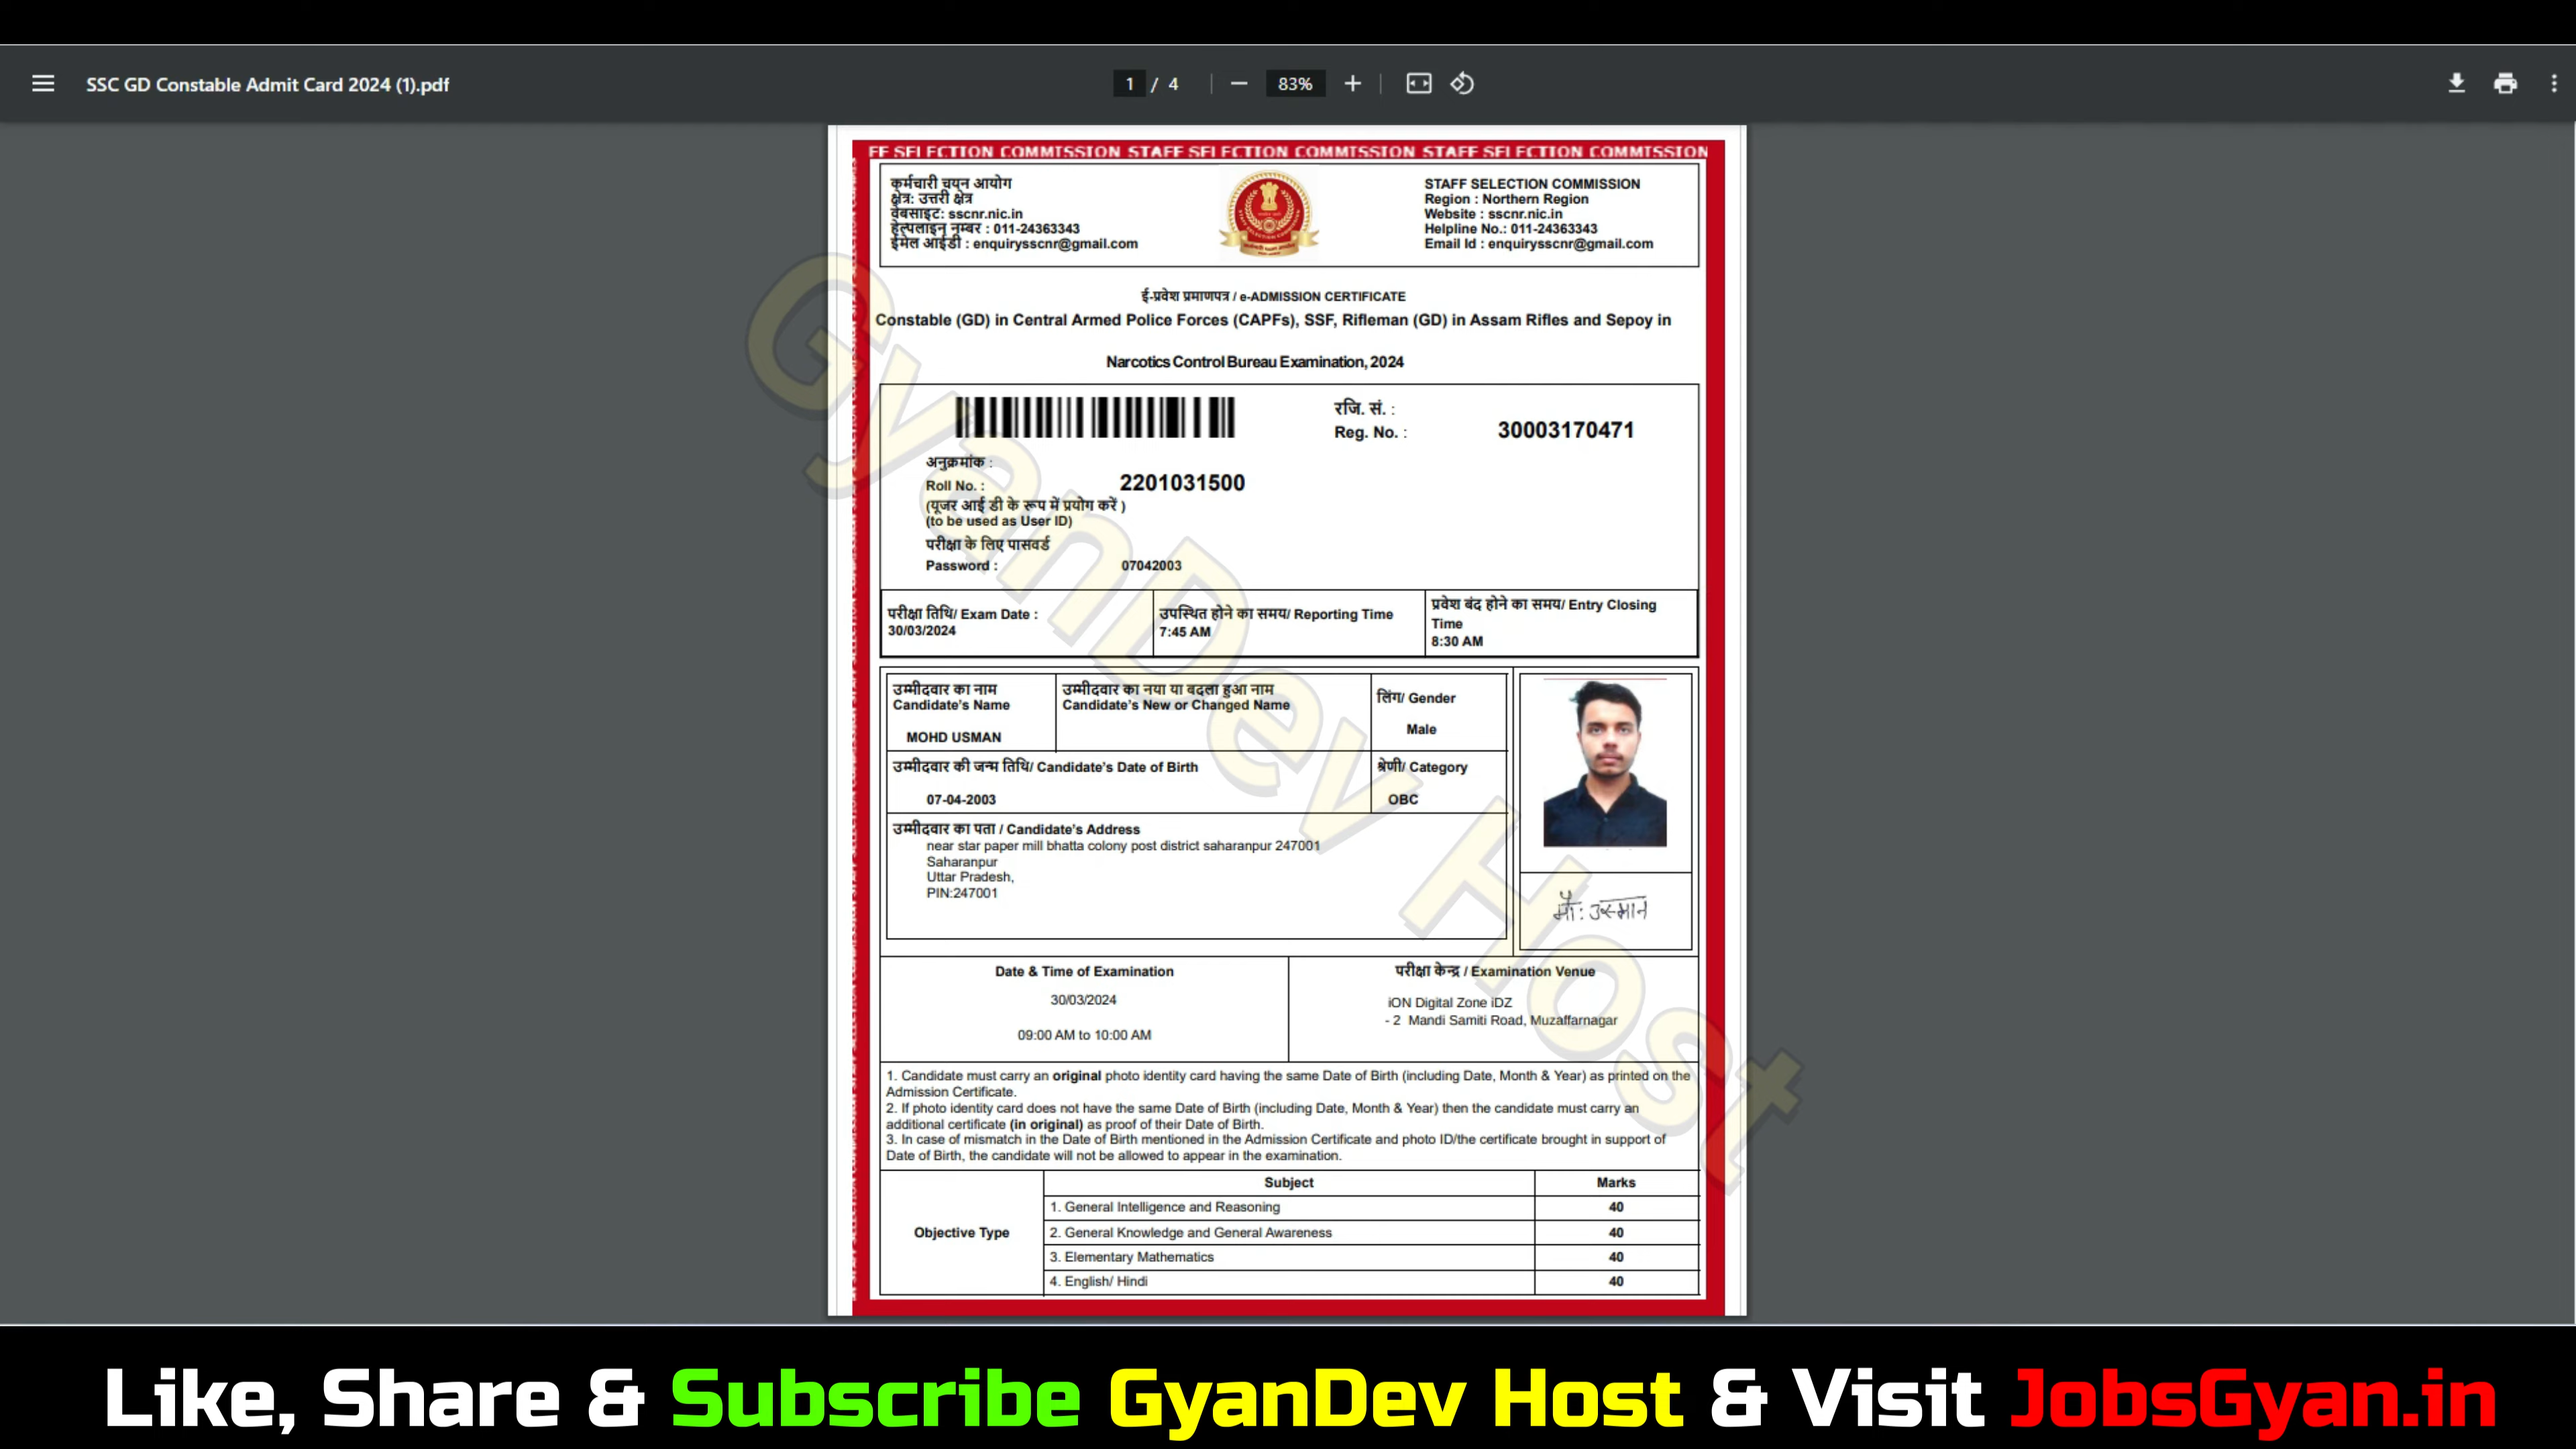 SSC GD Constable Admit Card 2024 (1).pdf
1 / 4
83%
FF SELECTION COMMISSION STAFF SELECTION COMMISSION STAFF SELECTION COMMISSION
कर्मचारी चयन आयोग
क्षेत्र: उत्तरी क्षेत्र
वेबसाइट: sscnr.nic.in
हेल्पलाइन नम्बर : 011-24363343
ईमेल आईडी : enquirysscnr@gmail.com
STAFF SELECTION COMMISSION
Region : Northern Region
Website : sscnr.nic.in
Helpline No.: 011-24363343
Email Id : enquirysscnr@gmail.com
ई-प्रवेश प्रमाणपत्र / e-ADMISSION CERTIFICATE
Constable (GD) in Central Armed Police Forces (CAPFs), SSF, Rifleman (GD) in Assam Rifles and Sepoy in
Narcotics Control Bureau Examination, 2024
रजि. सं. :
Reg. No. : 30003170471
अनुक्रमांक :
Roll No. : 2201031500
(यूजर आई डी के रूप में प्रयोग करें )
(to be used as User ID)
परीक्षा के लिए पासवर्ड
Password : 07042003
परीक्षा तिथि/ Exam Date :
30/03/2024
उपस्थित होने का समय/ Reporting Time
7:45 AM
प्रवेश बंद होने का समय/ Entry Closing
Time
8:30 AM
उम्मीदवार का नाम
Candidate's Name
MOHD USMAN
उम्मीदवार का नया या बदला हुआ नाम
Candidate's New or Changed Name
लिंग/ Gender
Male
उम्मीदवार की जन्म तिथि/ Candidate's Date of Birth
07-04-2003
श्रेणी/ Category
OBC
उम्मीदवार का पता / Candidate's Address
near star paper mill bhatta colony post district saharanpur 247001
Saharanpur
Uttar Pradesh,
PIN:247001
मौ: उस्मान
Date & Time of Examination
30/03/2024
09:00 AM to 10:00 AM
परीक्षा केन्द्र / Examination Venue
iON Digital Zone iDZ
- 2 Mandi Samiti Road, Muzaffarnagar
1. Candidate must carry an original photo identity card having the same Date of Birth (including Date, Month & Year) as printed on the
Admission Certificate.
2. If photo identity card does not have the same Date of Birth (including Date, Month & Year) then the candidate must carry an
additional certificate (in original) as proof of their Date of Birth.
3. In case of mismatch in the Date of Birth mentioned in the Admission Certificate and photo ID/the certificate brought in support of
Date of Birth, the candidate will not be allowed to appear in the examination.
Subject Marks
Objective Type
1. General Intelligence and Reasoning 40
2. General Knowledge and General Awareness 40
3. Elementary Mathematics 40
4. English/ Hindi 40
GyanDev Host
Like, Share & Subscribe GyanDev Host & Visit JobsGyan.in